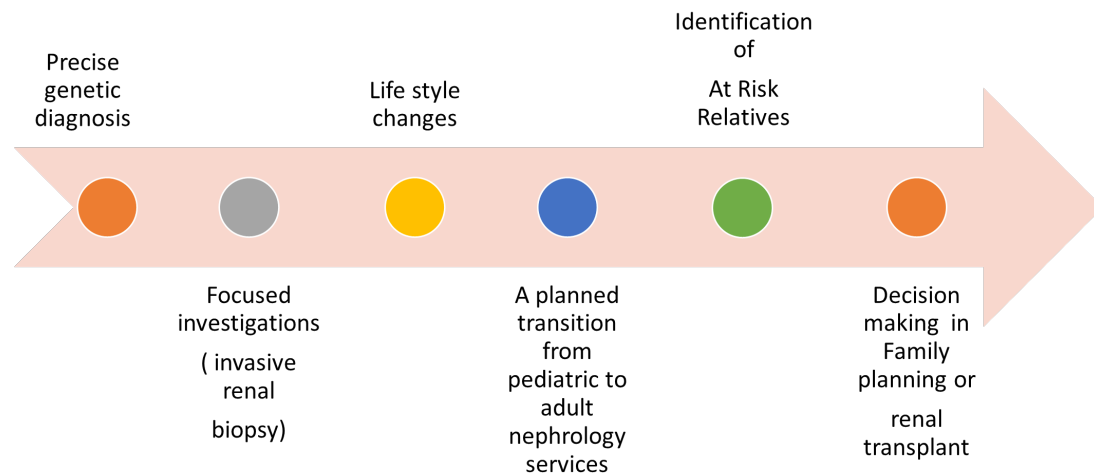 Precise
genetic
diagnosis
Focused
investigations
( invasive
renal
biopsy)
Life style
changes
A planned
transition
from
pediatric to
adult
nephrology
services
Identification
of
At Risk
Relatives
Decision
making in
Family
planning or
renal
transplant